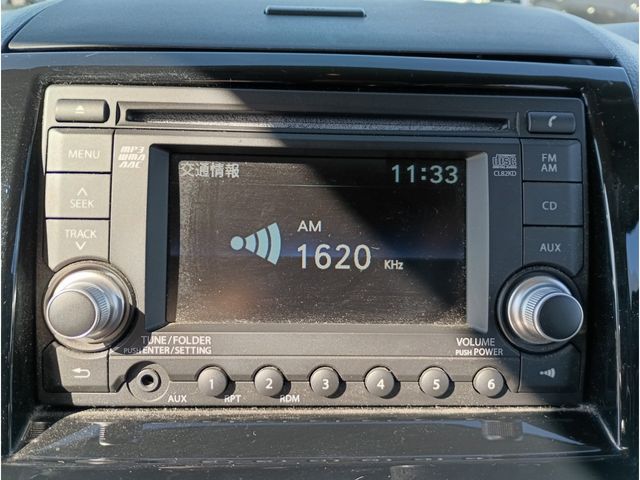 MENU
MP3
WMA
AAC
交通情報
11:33
disc
CL82KD
FM
AM
SEEK
AM
1620 KHz
CD
TRACK
AUX
TUNE/FOLDER
PUSH ENTER/SETTING
VOLUME
PUSH POWER
1 2 3 4 5 6
AUX RPT RDM